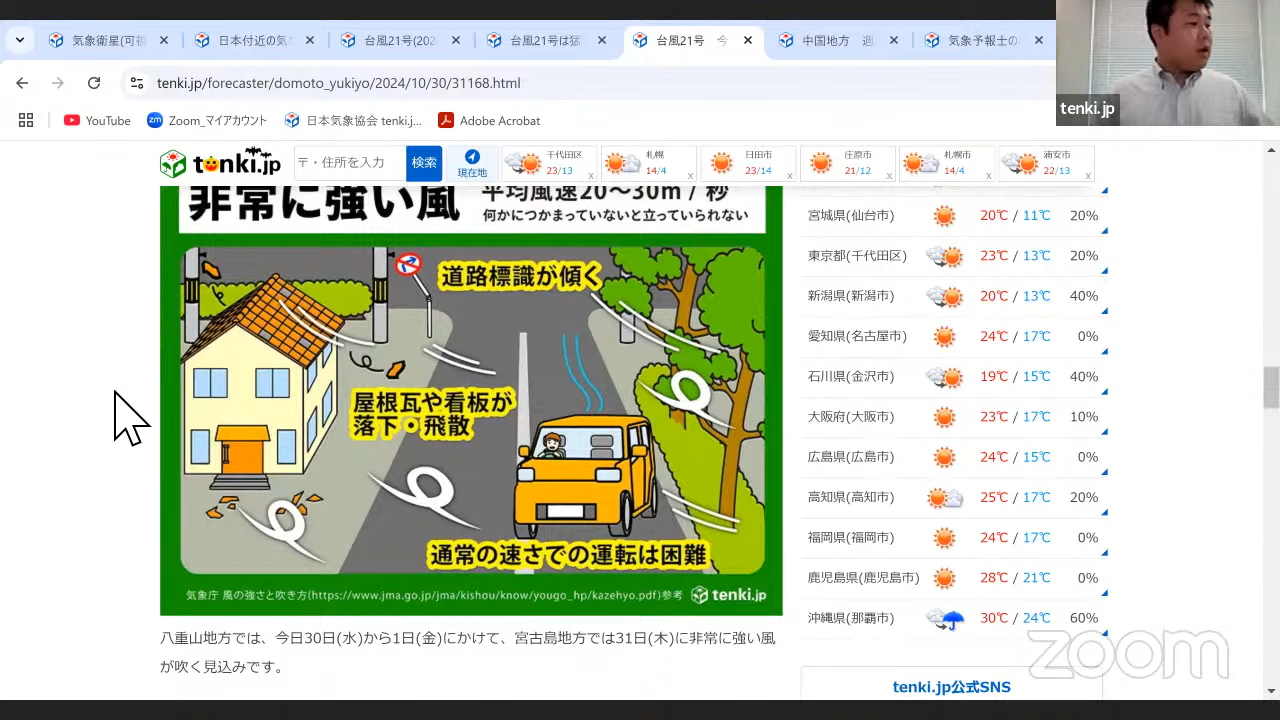 気象衛星(可視
日本付近の気
台風21号(202
台風21号は猛
台風21号 今
中国地方 週
気象予報士の
tenki.jp/forecaster/domoto_yukiyo/2024/10/30/31168.html
YouTube
Zoom_マイアカウント
日本気象協会 tenki.j...
Adobe Acrobat
tenki.jp
tenki.jp
〒・住所を入力
検索
現在地
千代田区
23/13
x
札幌
14/4
x
日田市
23/14
x
庄原市
21/12
x
札幌市
14/4
x
浦安市
22/13
x
非常に強い風
平均風速20～30m / 秒
何かにつかまっていないと立っていられない
道路標識が傾く
屋根瓦や看板が
落下・飛散
通常の速さでの運転は困難
気象庁 風の強さと吹き方(https://www.jma.go.jp/jma/kishou/know/yougo_hp/kazehyo.pdf)参考
tenki.jp
八重山地方では、今日30日(水)から1日(金)にかけて、宮古島地方では31日(木)に非常に強い風
が吹く見込みです。
宮城県(仙台市) 20℃ / 11℃ 20%
東京都(千代田区) 23℃ / 13℃ 20%
新潟県(新潟市) 20℃ / 13℃ 40%
愛知県(名古屋市) 24℃ / 17℃ 0%
石川県(金沢市) 19℃ / 15℃ 40%
大阪府(大阪市) 23℃ / 17℃ 10%
広島県(広島市) 24℃ / 15℃ 0%
高知県(高知市) 25℃ / 17℃ 20%
福岡県(福岡市) 24℃ / 17℃ 0%
鹿児島県(鹿児島市) 28℃ / 21℃ 0%
沖縄県(那覇市) 30℃ / 24℃ 60%
tenki.jp公式SNS
zoom